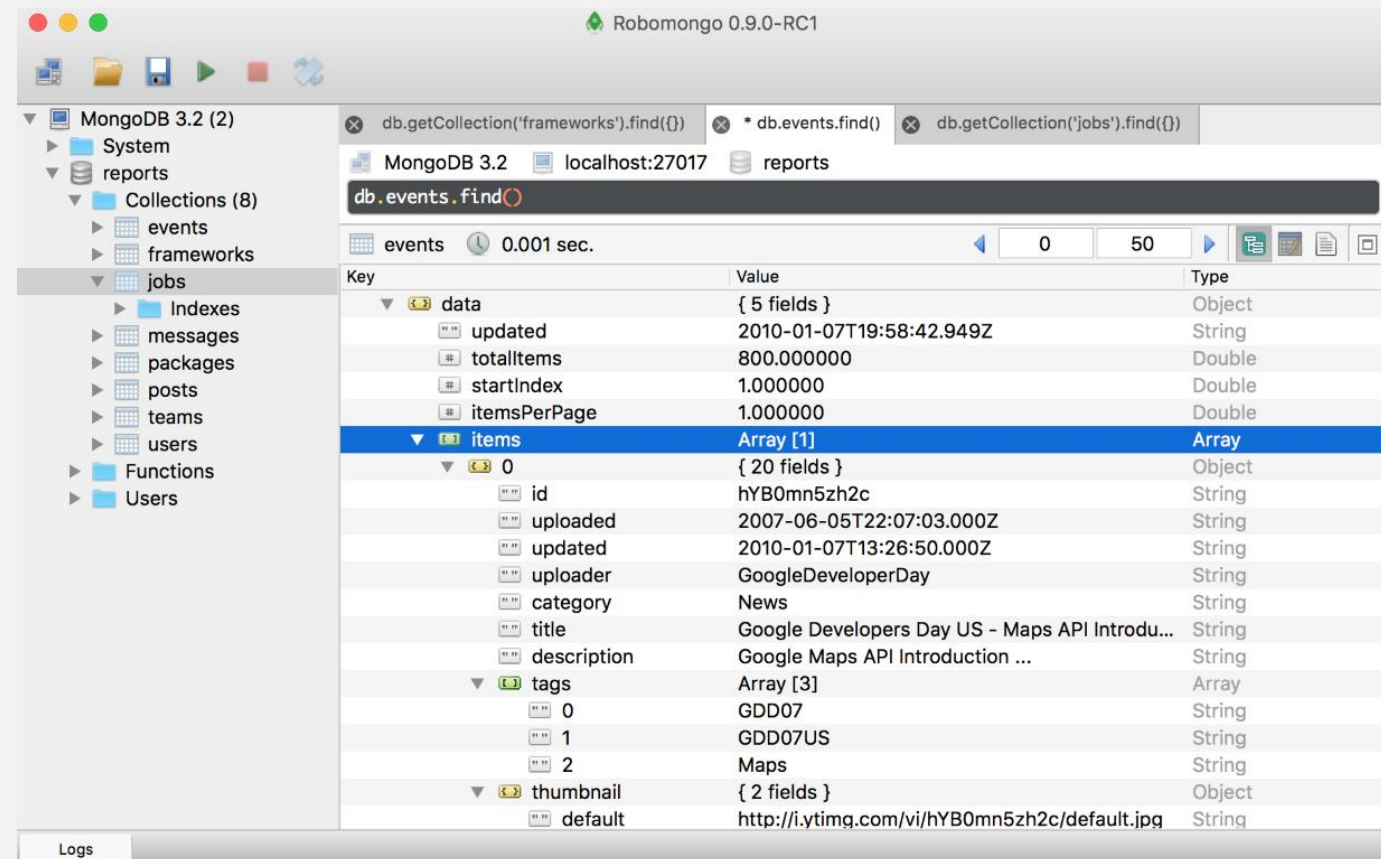 Robomongo 0.9.0-RC1
MongoDB 3.2 (2)
System
reports
Collections (8)
events
frameworks
jobs
Indexes
messages
packages
posts
teams
users
Functions
Users
db.getCollection('frameworks').find({}) * db.events.find() db.getCollection('jobs').find({})
MongoDB 3.2 localhost:27017 reports
db.events.find()
events 0.001 sec. 0 50
Key Value Type
data { 5 fields } Object
updated 2010-01-07T19:58:42.949Z String
totalItems 800.000000 Double
startIndex 1.000000 Double
itemsPerPage 1.000000 Double
items Array [1] Array
0 { 20 fields } Object
id hYB0mn5zh2c String
uploaded 2007-06-05T22:07:03.000Z String
updated 2010-01-07T13:26:50.000Z String
uploader GoogleDeveloperDay String
category News String
title Google Developers Day US - Maps API Introdu... String
description Google Maps API Introduction ... String
tags Array [3] Array
0 GDD07 String
1 GDD07US String
2 Maps String
thumbnail { 2 fields } Object
default http://i.ytimg.com/vi/hYB0mn5zh2c/default.jpg String
Logs